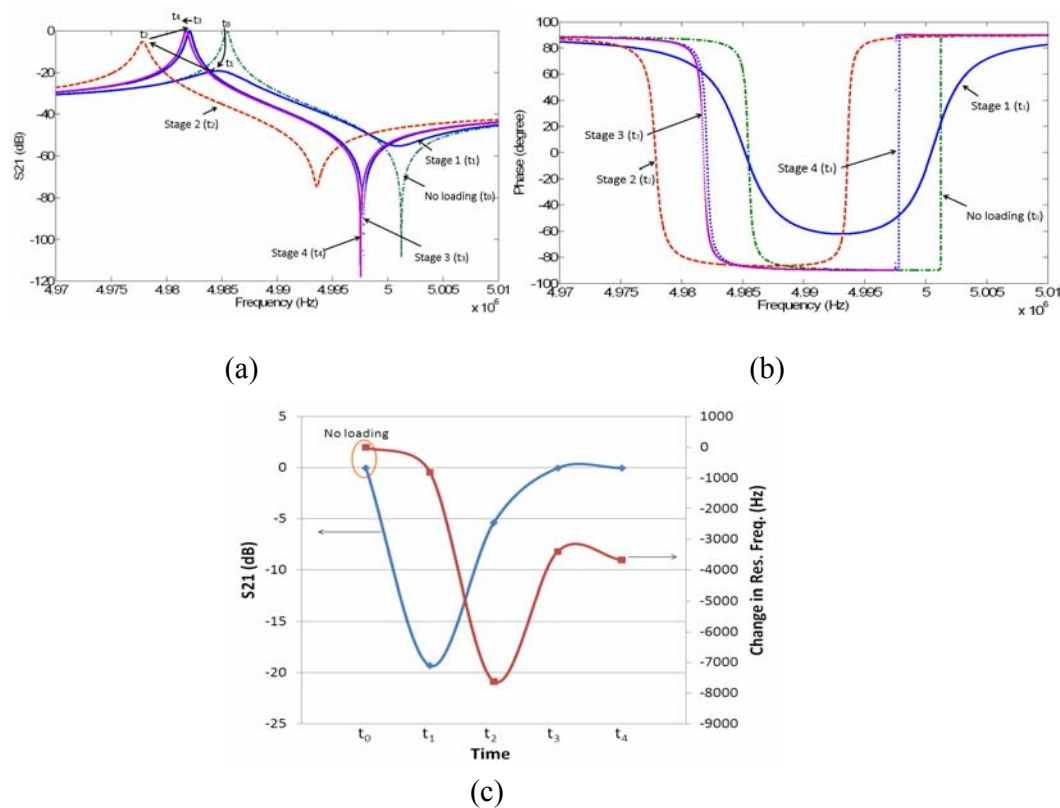 t₄ t₃ t₀
t₂
t₁
0
-20
-40
-60
-80
-100
-120
S21 (dB)
Stage 2 (t₂)
Stage 1 (t₁)
No loading (t₀)
Stage 4 (t₄)
Stage 3 (t₃)
4.97 4.975 4.98 4.985 4.99 4.995 5 5.005 5.01
Frequency (Hz)
x 10⁶
(a)
100
80
60
40
20
0
-20
-40
-60
-80
-100
Phase (degree)
Stage 1 (t₁)
Stage 3 (t₃)
Stage 4 (t₄)
Stage 2 (t₂)
No loading (t₀)
4.97 4.975 4.98 4.985 4.99 4.995 5 5.005 5.01
Frequency (Hz)
x 10⁶
(b)
5
0
-5
-10
-15
-20
-25
S21 (dB)
No loading
1000
0
-1000
-2000
-3000
-4000
-5000
-6000
-7000
-8000
-9000
Change in Res. Freq. (Hz)
t₀ t₁ t₂ t₃ t₄
Time
(c)